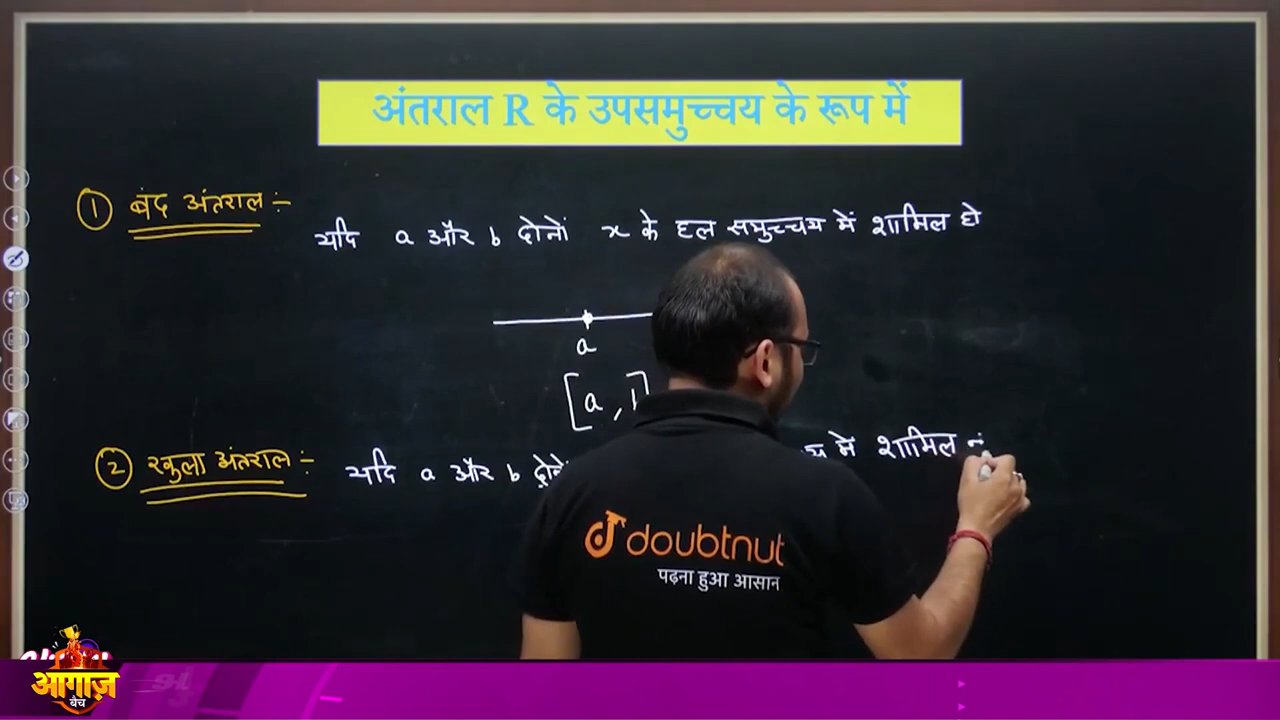 अंतराल R के उपसमुच्चय के रूप में
① बंद अंतराल :-
यदि a और b दोनों x के हल समुच्चय में शामिल हो
a
[a ,
② खुला अंतराल :-
यदि a और b में शामिल
doubtnut
पढ़ना हुआ आसान
आगाज़
बैच